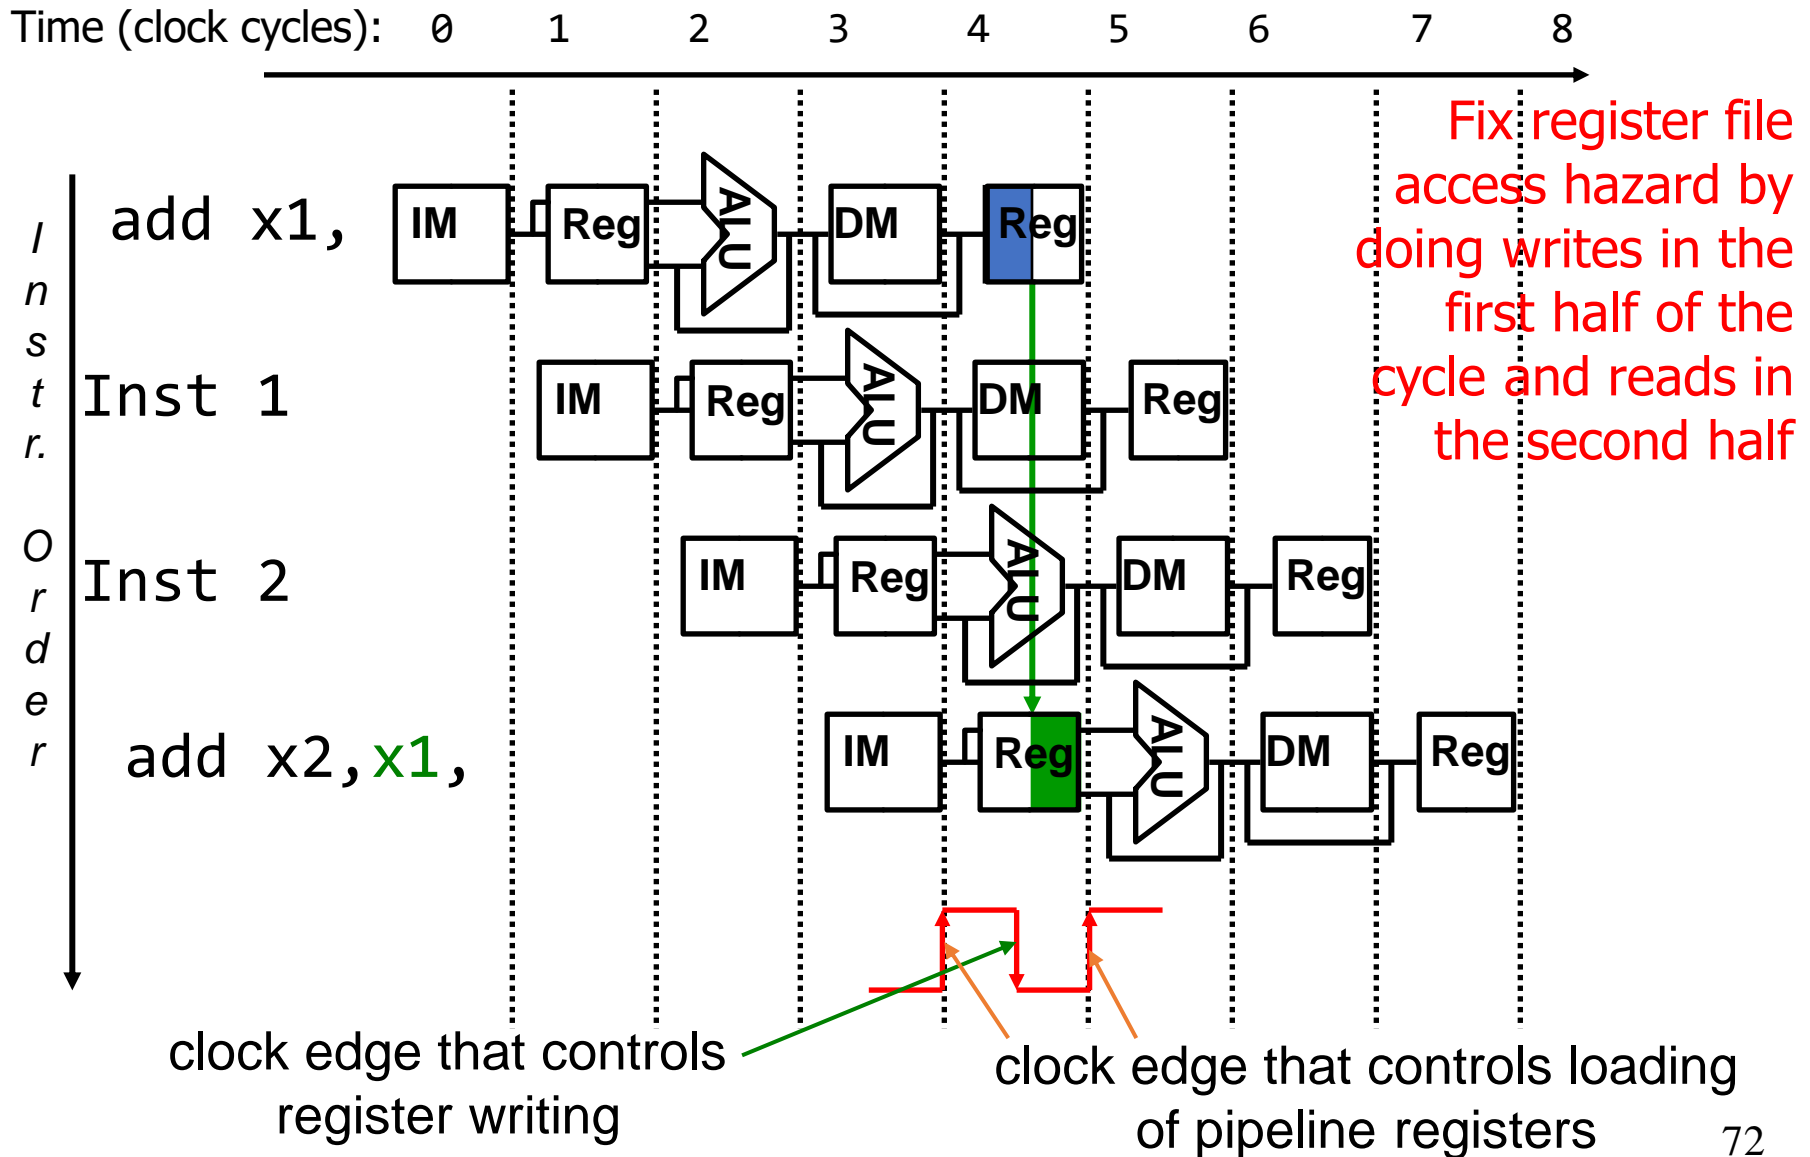 Time (clock cycles): 0 1 2 3 4 5 6 7 8
Fix register file
access hazard by
doing writes in the
first half of the
cycle and reads in
the second half
Instr. Order
add x1, IM Reg ALU DM Reg
Inst 1 IM Reg ALU DM Reg
Inst 2 IM Reg ALU DM Reg
add x2,x1, IM Reg ALU DM Reg
clock edge that controls
register writing
clock edge that controls loading
of pipeline registers
72